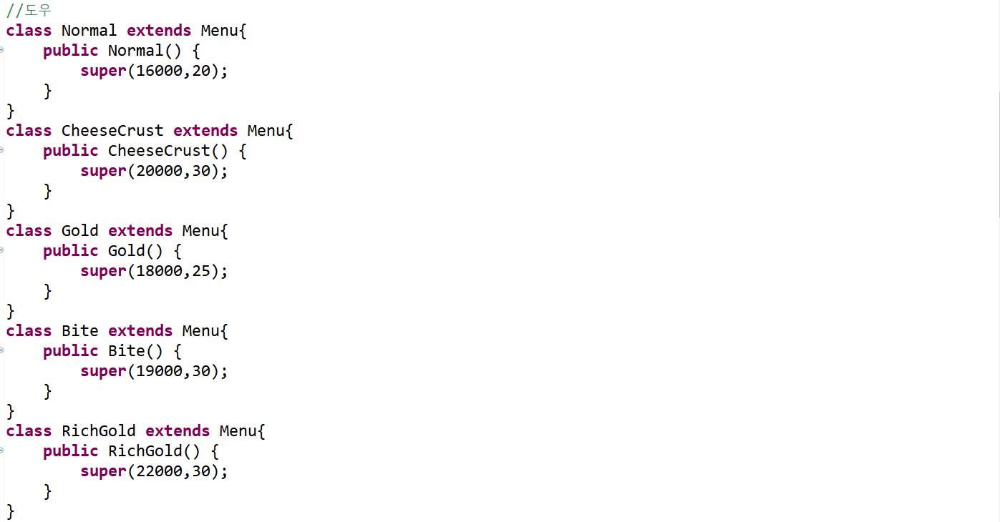 //도우
class Normal extends Menu{
    public Normal() {
        super(16000,20);
    }
}
class CheeseCrust extends Menu{
    public CheeseCrust() {
        super(20000,30);
    }
}
class Gold extends Menu{
    public Gold() {
        super(18000,25);
    }
}
class Bite extends Menu{
    public Bite() {
        super(19000,30);
    }
}
class RichGold extends Menu{
    public RichGold() {
        super(22000,30);
    }
}